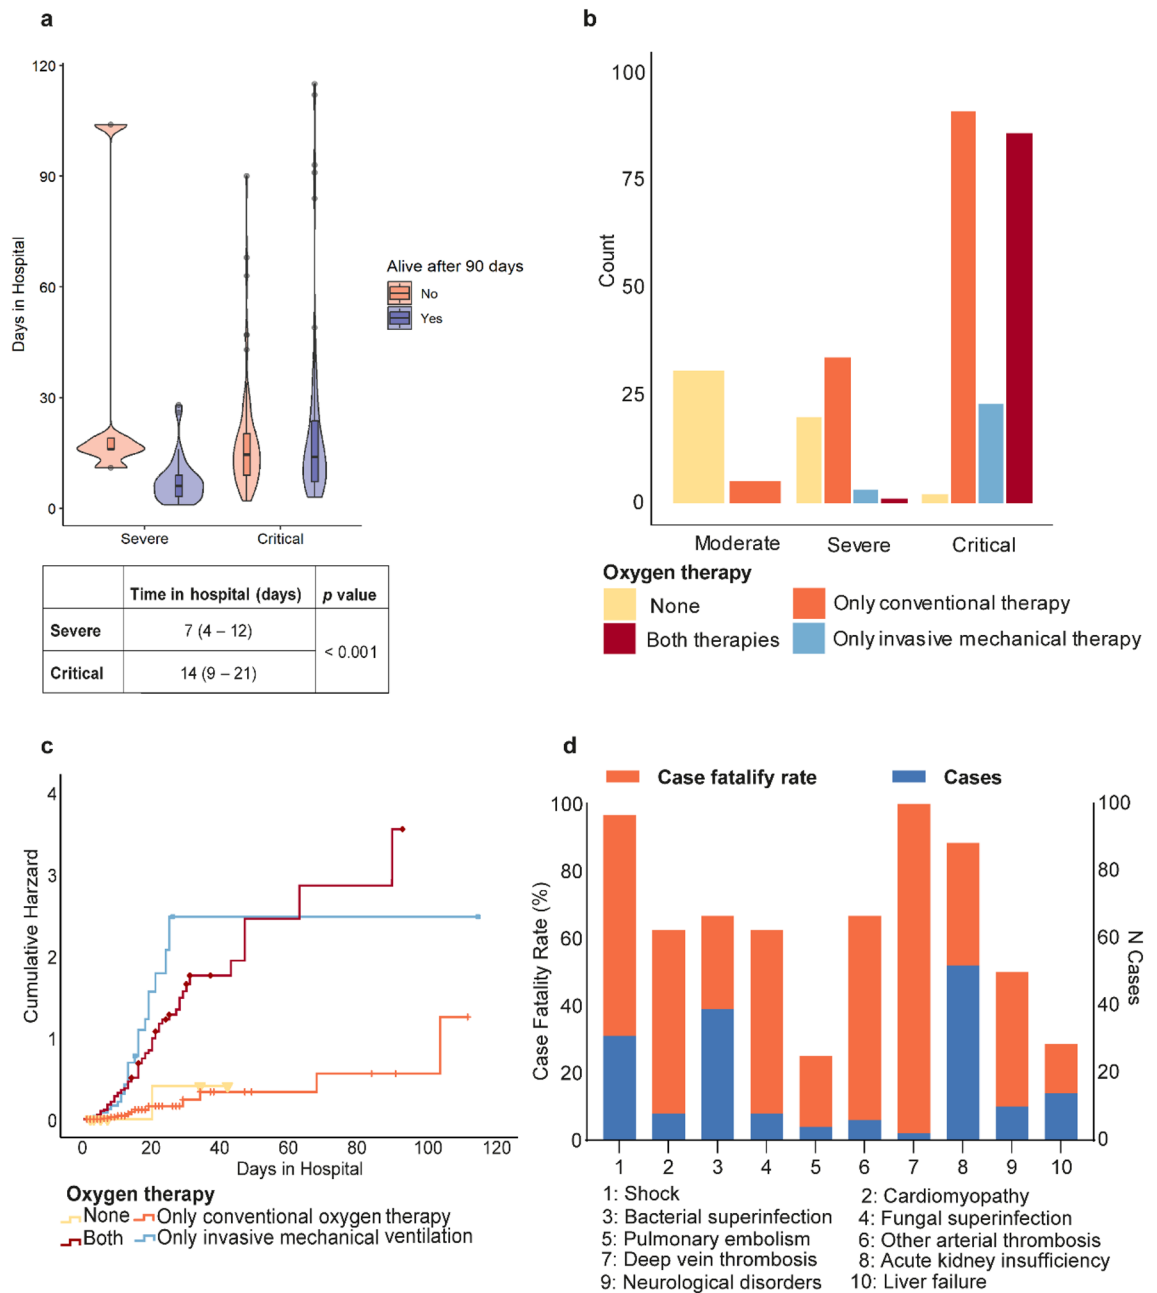 a
120
90
60
30
0
Days in Hospital
Severe
Critical
Alive after 90 days
No
Yes
Time in hospital (days)
p value
Severe
7 (4 – 12)
< 0.001
Critical
14 (9 – 21)
b
100
75
50
25
0
Count
Moderate
Severe
Critical
Oxygen therapy
None
Only conventional therapy
Both therapies
Only invasive mechanical therapy
c
4
3
2
1
0
Cumulative Harzard
0 20 40 60 80 100 120
Days in Hospital
Oxygen therapy
None
Only conventional oxygen therapy
Both
Only invasive mechanical ventilation
d
Case fatalify rate
Cases
100
80
60
40
20
0
Case Fatality Rate (%)
100
80
60
40
20
0
N Cases
1 2 3 4 5 6 7 8 9 10
1: Shock
2: Cardiomyopathy
3: Bacterial superinfection
4: Fungal superinfection
5: Pulmonary embolism
6: Other arterial thrombosis
7: Deep vein thrombosis
8: Acute kidney insufficiency
9: Neurological disorders
10: Liver failure